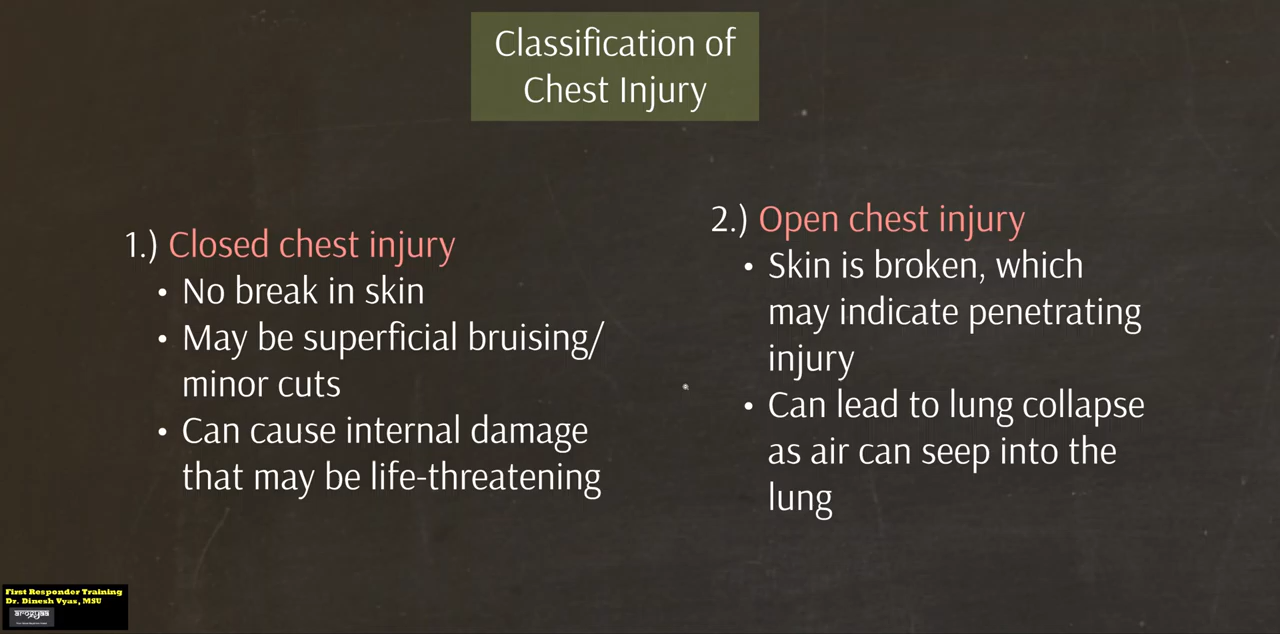 Classification of
Chest Injury
1.) Closed chest injury
• No break in skin
• May be superficial bruising/
minor cuts
• Can cause internal damage
that may be life-threatening
2.) Open chest injury
• Skin is broken, which
may indicate penetrating
injury
• Can lead to lung collapse
as air can seep into the
lung
First Responder Training
Dr. Dinesh Vyas, MSU
arogyaa